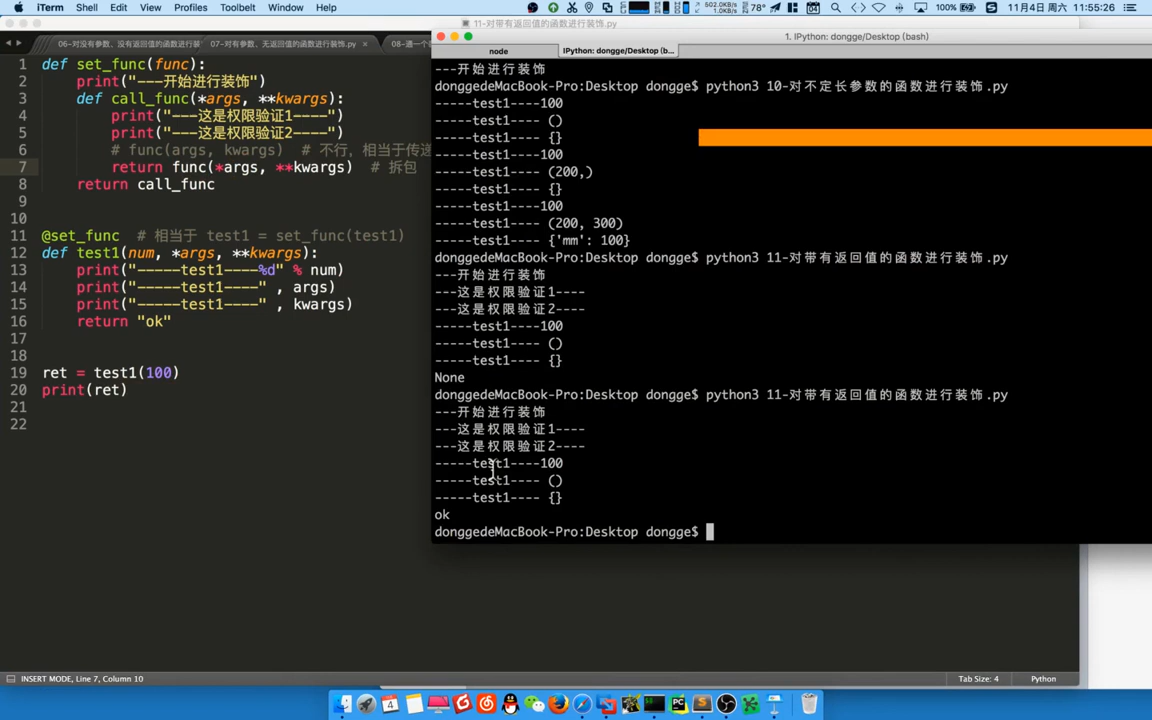 iTerm Shell Edit View Profiles Toolbelt Window Help
502.0KB/s
1.0KB/s
78° 100% 11月4日 周六 11:55:26
11-对带有返回值的函数进行装饰.py
06-对没有参数、没有返回值的函数进行装 07-对有参数、无返回值的函数进行装饰.py × 08-
1 def set_func(func):
2 print("---开始进行装饰")
3 def call_func(*args, **kwargs):
4 print("---这是权限验证1----")
5 print("---这是权限验证2----")
6 # func(args, kwargs) # 不行，相当于传递
7 return func(*args, **kwargs) # 拆包
8 return call_func
9
10
11 @set_func # 相当于 test1 = set_func(test1)
12 def test1(num, *args, **kwargs):
13 print("-----test1----%d" % num)
14 print("-----test1----" , args)
15 print("-----test1----" , kwargs)
16 return "ok"
17
18
19 ret = test1(100)
20 print(ret)
21
22
INSERT MODE, Line 7, Column 10 Tab Size: 4 Python
1. IPython: dongge/Desktop (bash)
node IPython: dongge/Desktop (b...
---开始进行装饰
donggedeMacBook-Pro:Desktop dongge$ python3 10-对不定长参数的函数进行装饰.py
-----test1----100
-----test1---- ()
-----test1---- {}
-----test1----100
-----test1---- (200,)
-----test1---- {}
-----test1----100
-----test1---- (200, 300)
-----test1---- {'mm': 100}
donggedeMacBook-Pro:Desktop dongge$ python3 11-对带有返回值的函数进行装饰.py
---开始进行装饰
---这是权限验证1----
---这是权限验证2----
-----test1----100
-----test1---- ()
-----test1---- {}
None
donggedeMacBook-Pro:Desktop dongge$ python3 11-对带有返回值的函数进行装饰.py
---开始进行装饰
---这是权限验证1----
---这是权限验证2----
-----test1----100
-----test1---- ()
-----test1---- {}
ok
donggedeMacBook-Pro:Desktop dongge$